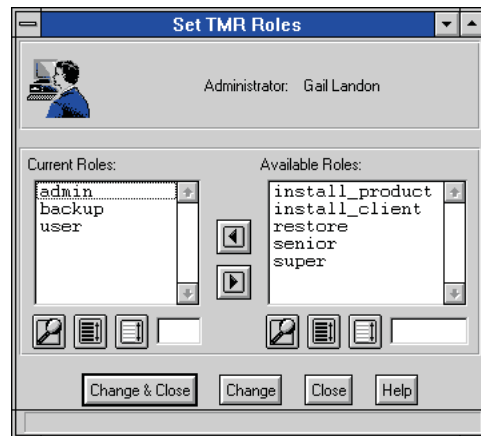 Set TMR Roles
Administrator: Gail Landon
Current Roles:
admin
backup
user
Available Roles:
install_product
install_client
restore
senior
super
Change & Close
Change
Close
Help